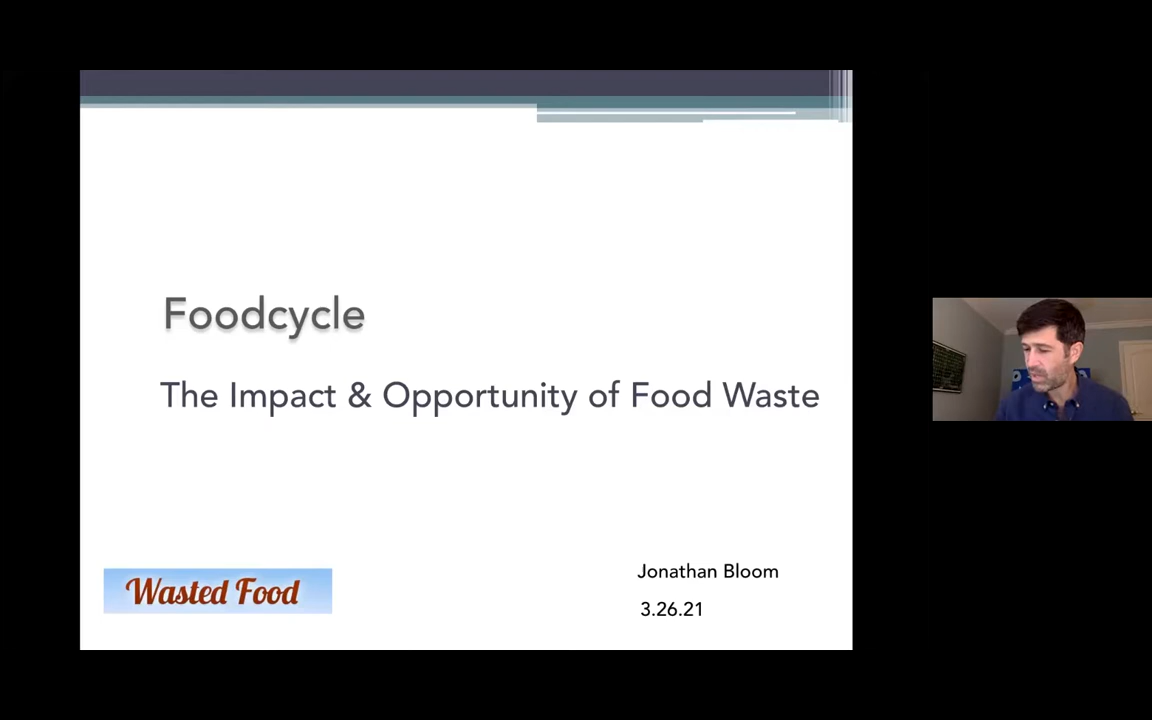 Foodcycle
The Impact & Opportunity of Food Waste
Wasted Food
Jonathan Bloom
3.26.21